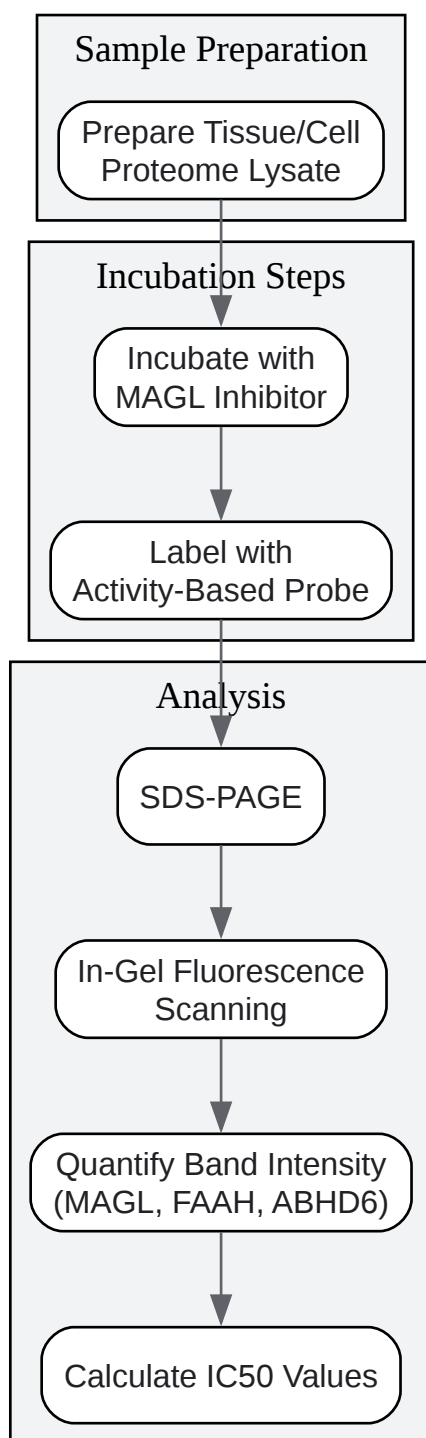 Sample Preparation
Prepare Tissue/Cell
Proteome Lysate
Incubation Steps
Incubate with
MAGL Inhibitor
Label with
Activity-Based Probe
Analysis
SDS-PAGE
In-Gel Fluorescence
Scanning
Quantify Band Intensity
(MAGL, FAAH, ABHD6)
Calculate IC50 Values